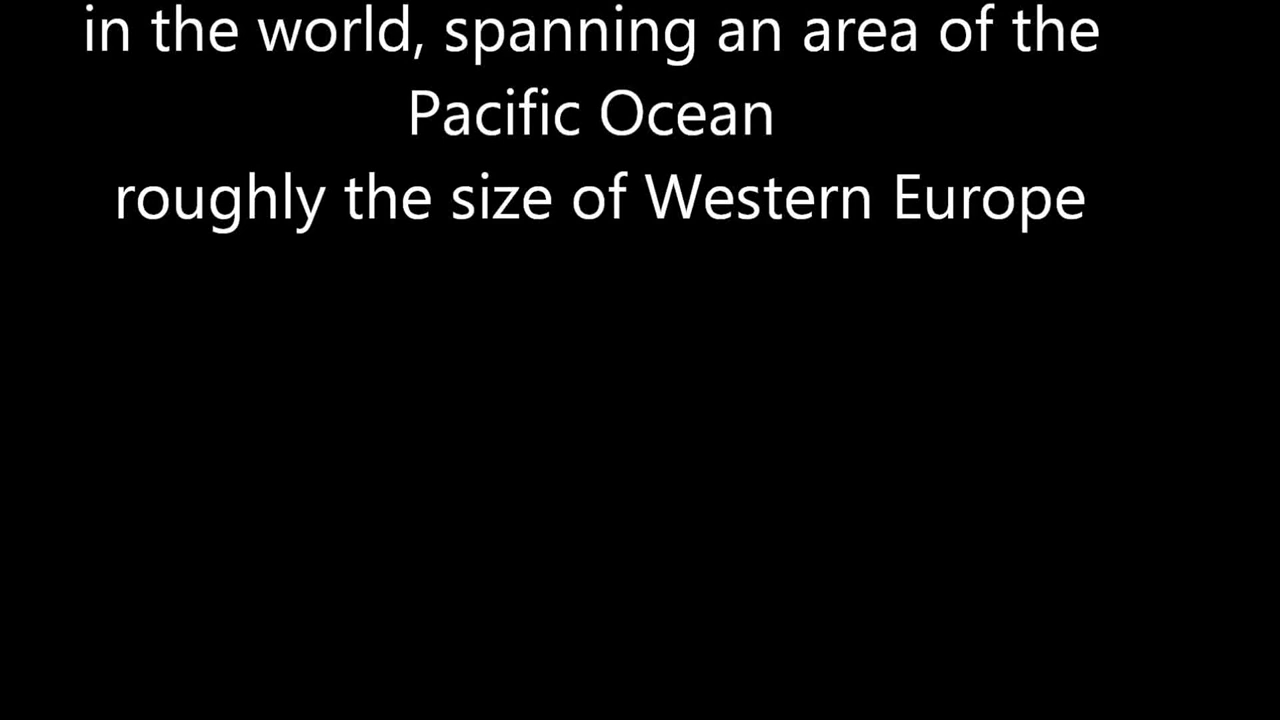 in the world, spanning an area of the
Pacific Ocean
roughly the size of Western Europe